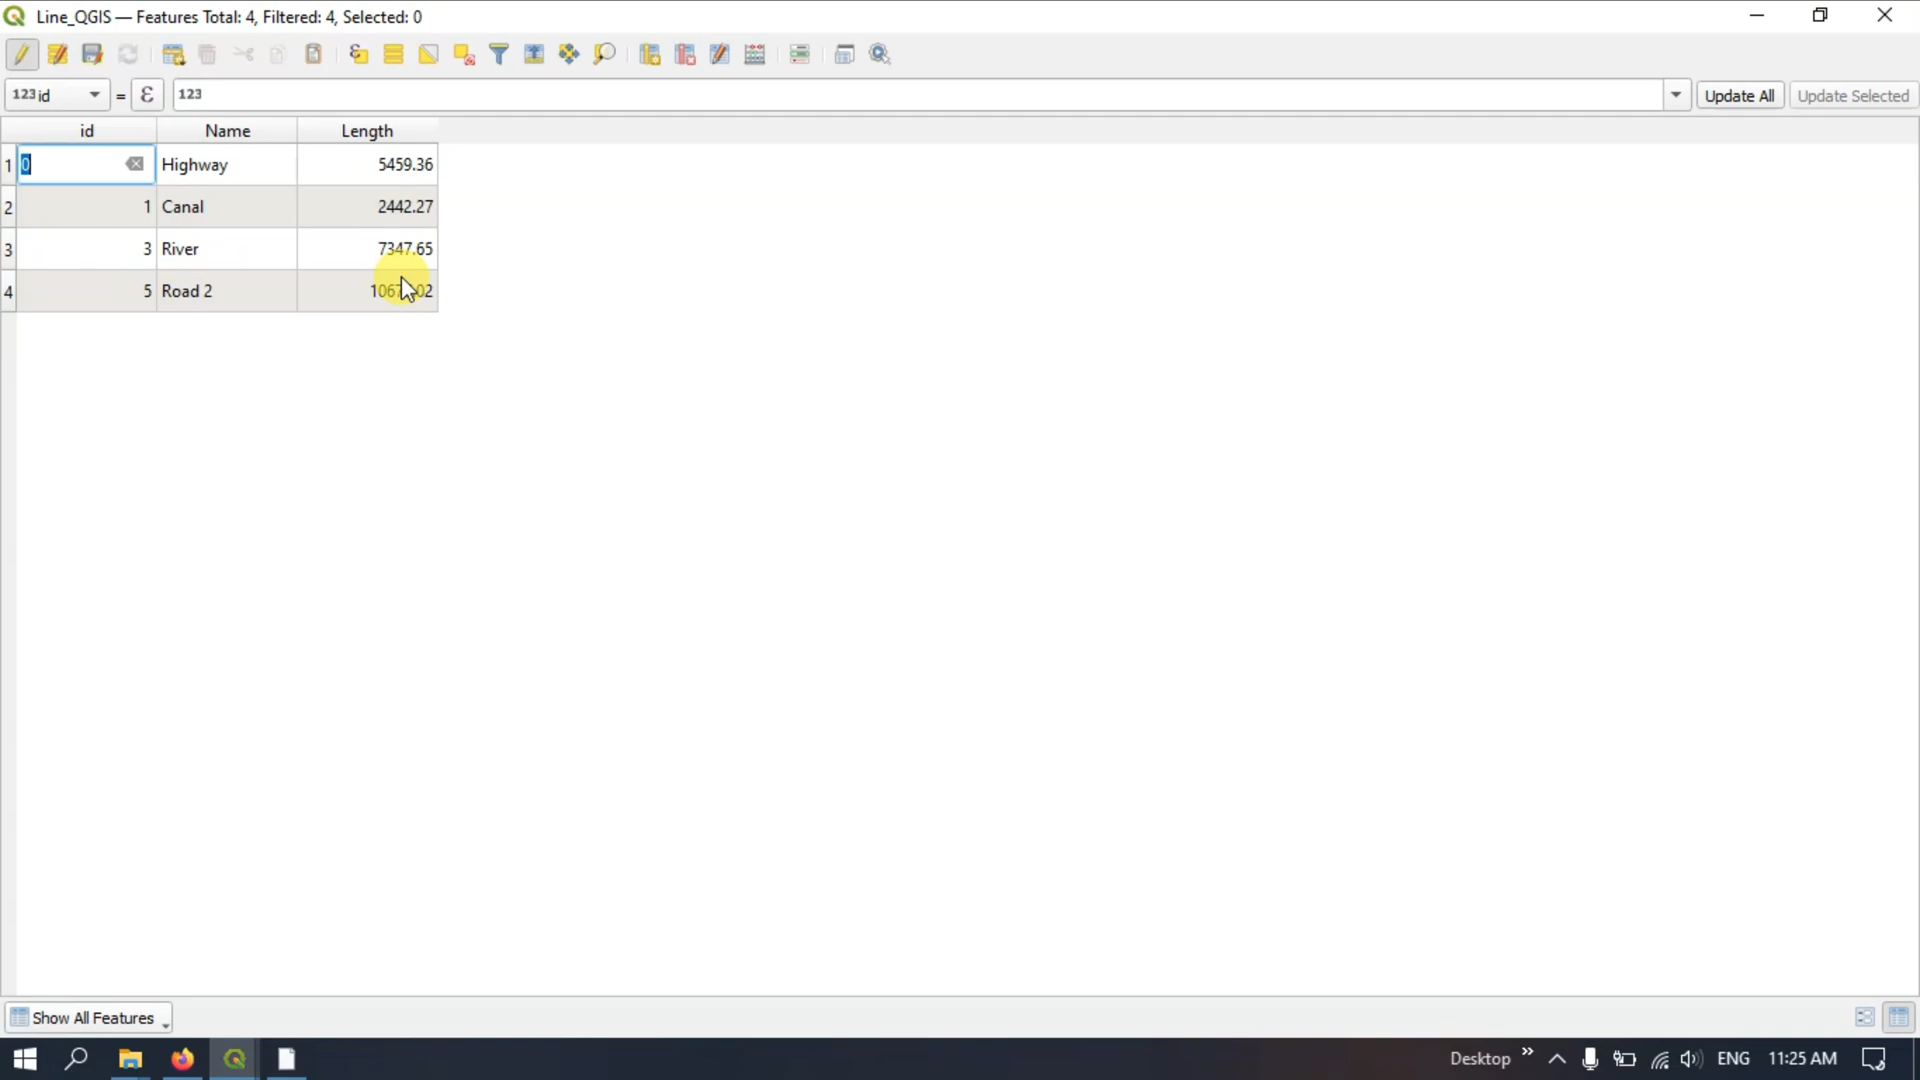 Line_QGIS — Features Total: 4, Filtered: 4, Selected: 0
123 id = ε 123 Update All Update Selected
id Name Length
1 0 Highway 5459.36
2 1 Canal 2442.27
3 3 River 7347.65
4 5 Road 2
Show All Features
Desktop » ENG 11:25 AM